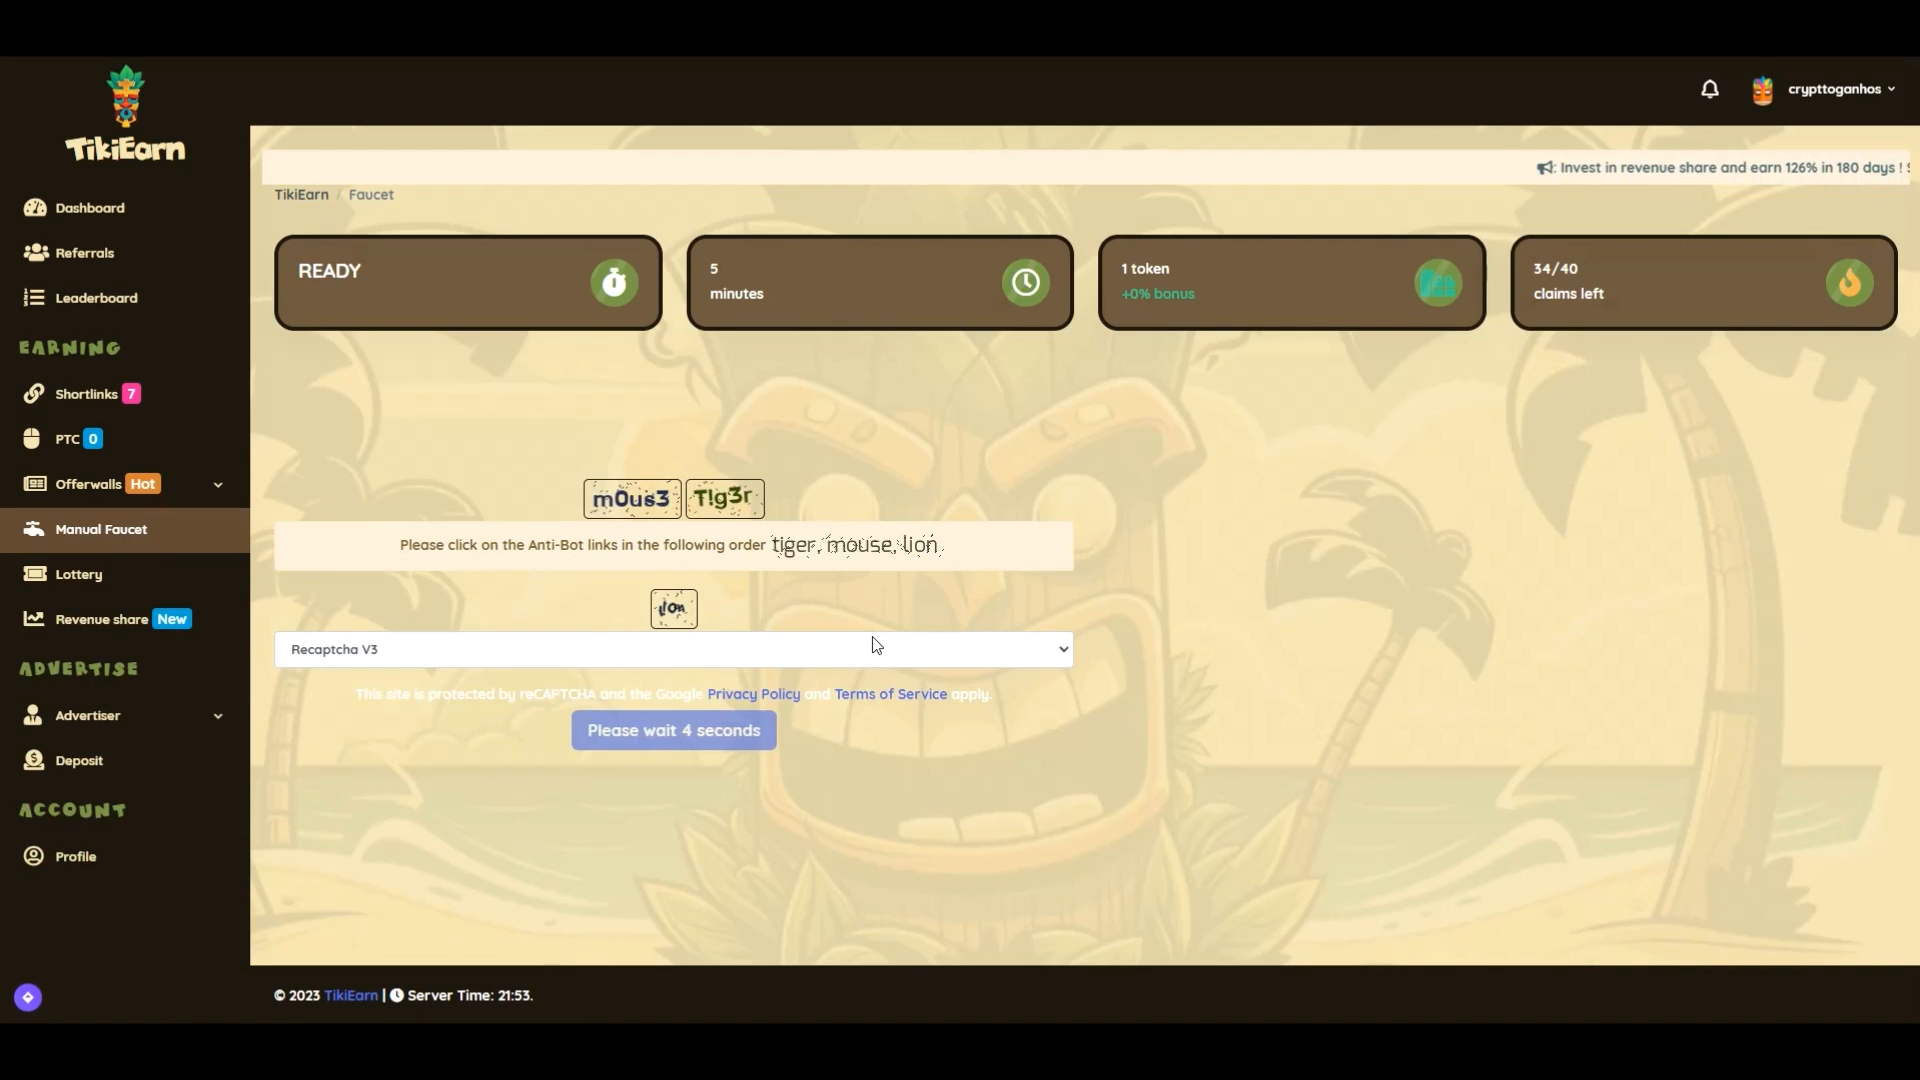 TikiEarn
crypttoganhos
Dashboard
Referrals
Leaderboard
EARNING
Shortlinks 7
PTC 0
Offerwalls Hot
Manual Faucet
Lottery
Revenue share New
ADVERTISE
Advertiser
Deposit
ACCOUNT
Profile
: Invest in revenue share and earn 126% in 180 days !
TikiEarn / Faucet
READY
5
minutes
1 token
+0% bonus
34/40
claims left
m0us3 T!g3r
Please click on the Anti-Bot links in the following order tiger, mouse, lion
Recaptcha V3
This site is protected by reCAPTCHA and the Google Privacy Policy and Terms of Service apply.
Please wait 4 seconds
© 2023 TikiEarn | Server Time: 21:53.